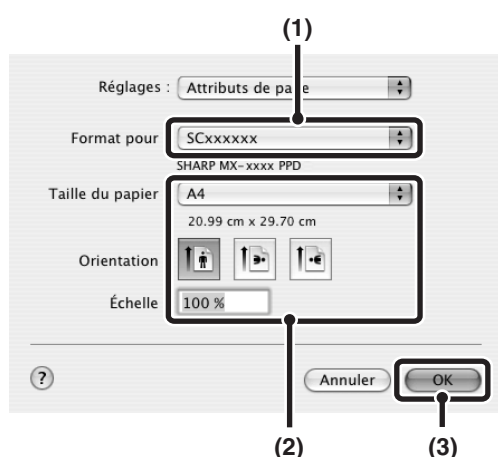 (1)
Réglages : Attributs de page
Format pour SCxxxxxx
SHARP MX-xxxx PPD
Taille du papier A4
20.99 cm x 29.70 cm
Orientation
Échelle 100 %
? Annuler OK
(2) (3)